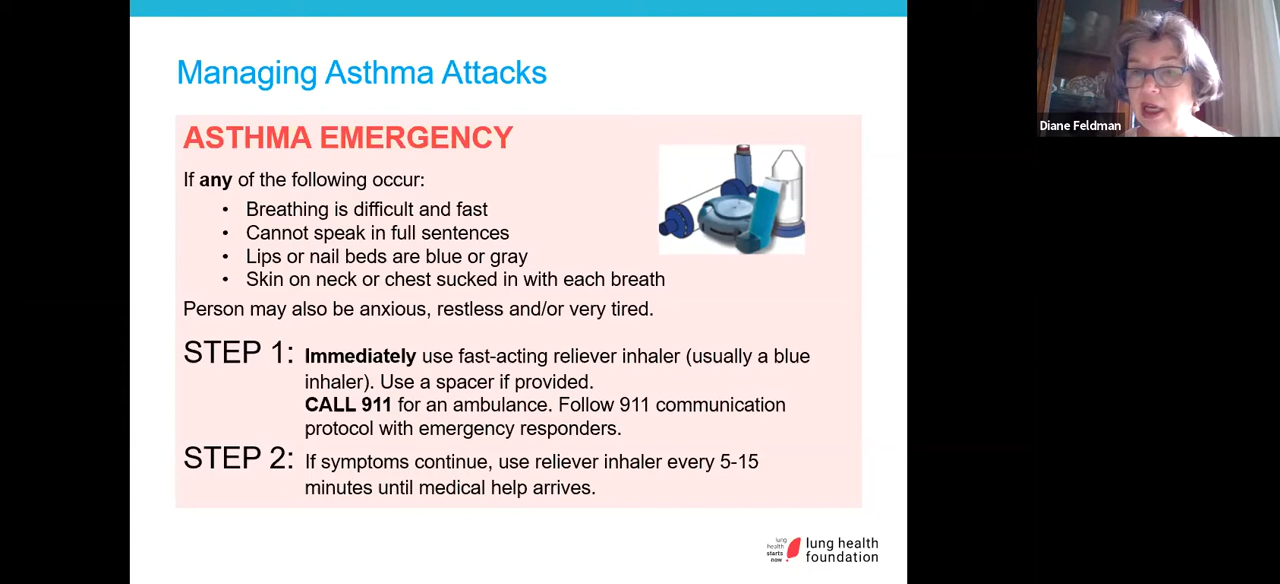 Managing Asthma Attacks
Diane Feldman
ASTHMA EMERGENCY
If any of the following occur:
• Breathing is difficult and fast
• Cannot speak in full sentences
• Lips or nail beds are blue or gray
• Skin on neck or chest sucked in with each breath
Person may also be anxious, restless and/or very tired.
STEP 1: Immediately use fast-acting reliever inhaler (usually a blue
inhaler). Use a spacer if provided.
CALL 911 for an ambulance. Follow 911 communication
protocol with emergency responders.
STEP 2: If symptoms continue, use reliever inhaler every 5-15
minutes until medical help arrives.
lung
health
starts
now
lung health
foundation